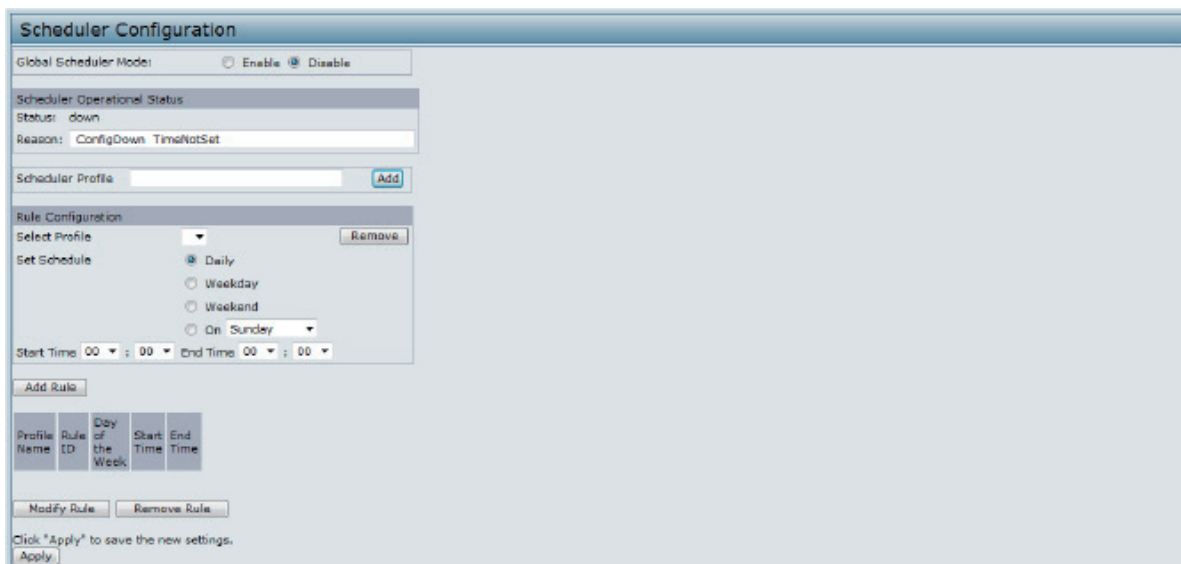 Scheduler Configuration
Global Scheduler Mode: Enable Disable
Scheduler Operational Status
Status: down
Reason: ConfigDown TimeNotSet
Scheduler Profile Add
Rule Configuration
Select Profile Remove
Set Schedule Daily
Weekday
Weekend
On Sunday
Start Time 00 : 00 End Time 00 : 00
Add Rule
Profile Name Rule ID Day of the Week Start Time End Time
Modify Rule Remove Rule
Click "Apply" to save the new settings.
Apply